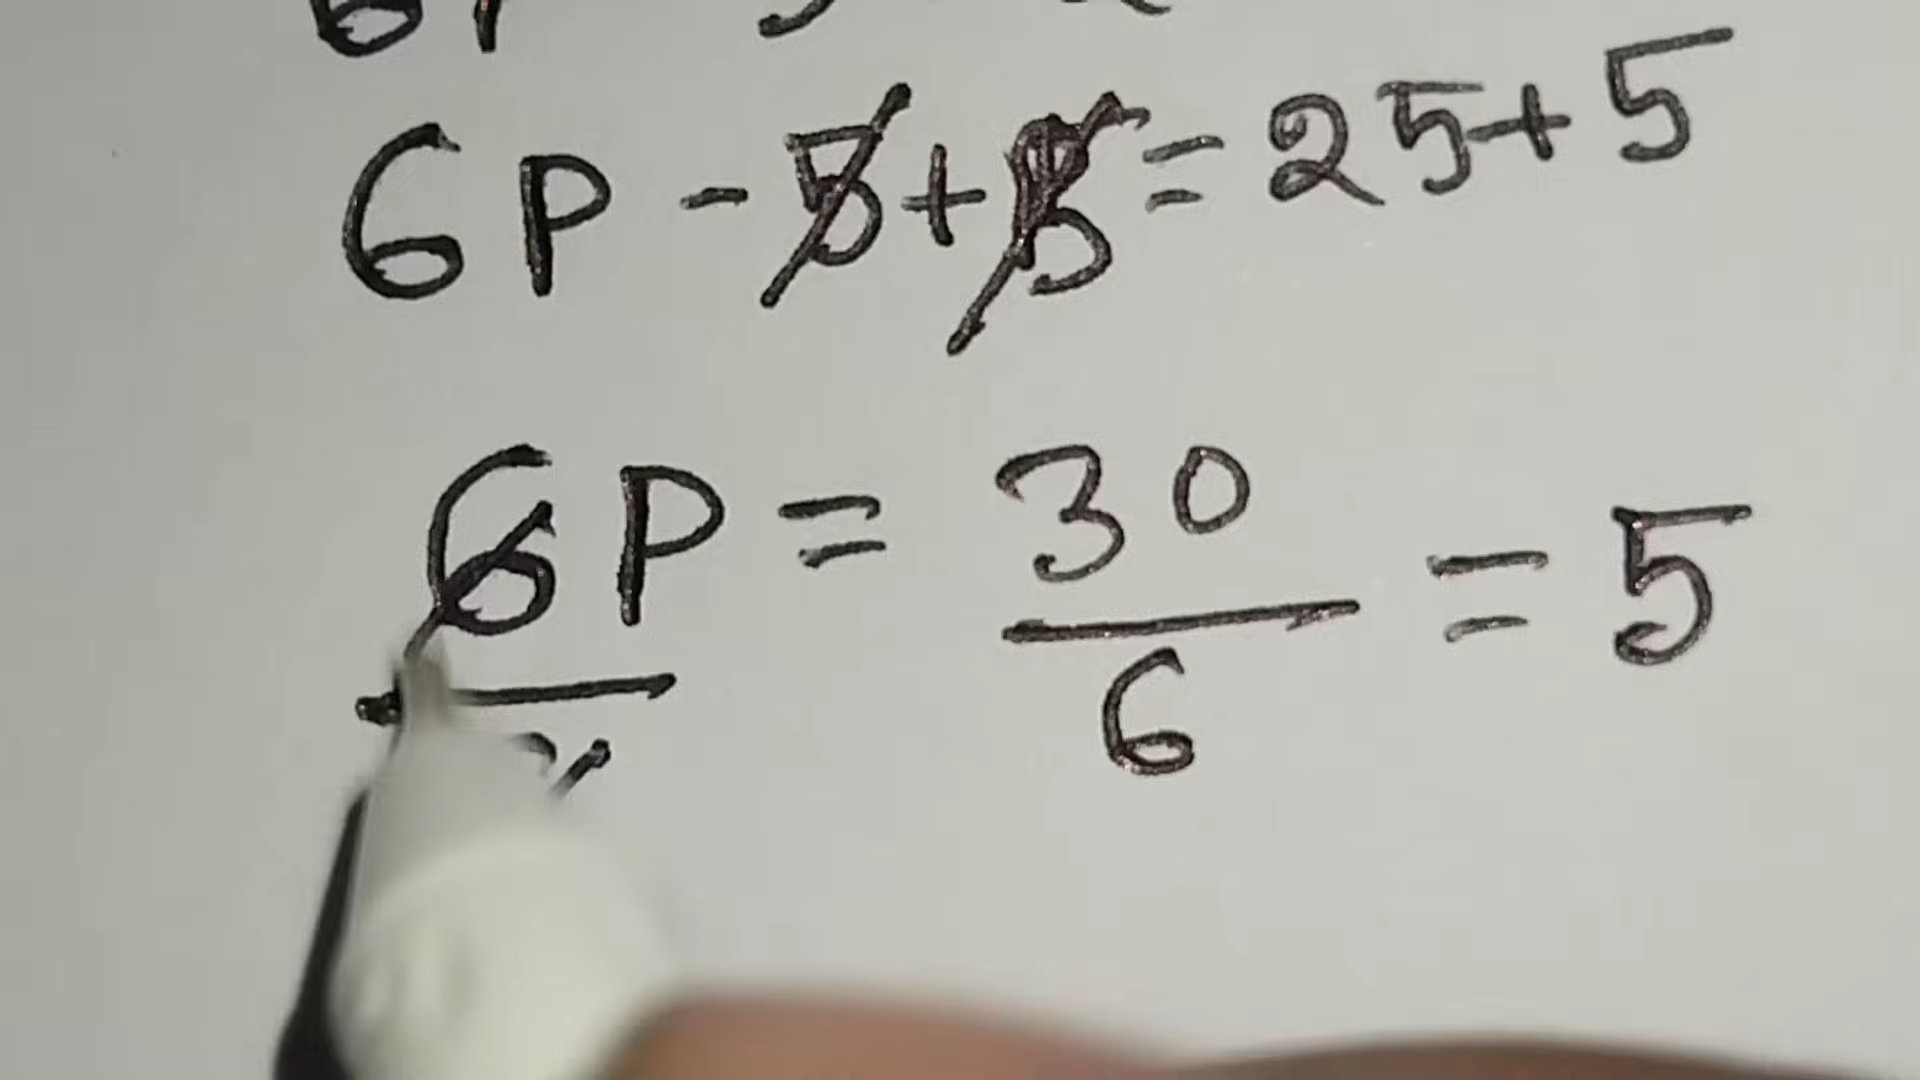 6P - 5 + 5 = 25 + 5
6P = 30/6 = 5